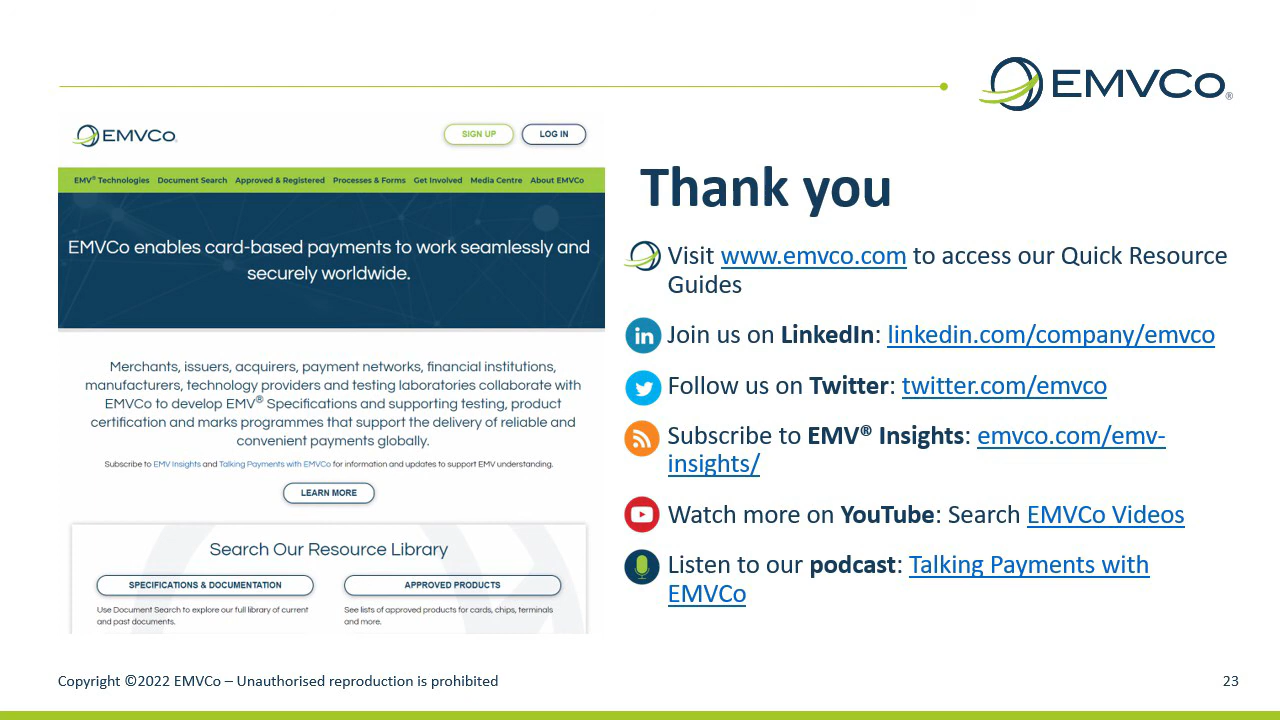 EMVCo®
EMVCo
SIGN UP
LOG IN
EMV® Technologies
Document Search
Approved & Registered
Processes & Forms
Get Involved
Media Centre
About EMVCo
EMVCo enables card-based payments to work seamlessly and
securely worldwide.
Merchants, issuers, acquirers, payment networks, financial institutions,
manufacturers, technology providers and testing laboratories collaborate with
EMVCo to develop EMV® Specifications and supporting testing, product
certification and marks programmes that support the delivery of reliable and
convenient payments globally.
Subscribe to EMV Insights and Talking Payments with EMVCo for information and updates to support EMV understanding.
LEARN MORE
Search Our Resource Library
SPECIFICATIONS & DOCUMENTATION
Use Document Search to explore our full library of current
and past documents.
APPROVED PRODUCTS
See lists of approved products for cards, chips, terminals
and more.
Thank you
Visit www.emvco.com to access our Quick Resource
Guides
in
Join us on LinkedIn: linkedin.com/company/emvco
Follow us on Twitter: twitter.com/emvco
Subscribe to EMV® Insights: emvco.com/emv-
insights/
Watch more on YouTube: Search EMVCo Videos
Listen to our podcast: Talking Payments with
EMVCo
Copyright ©2022 EMVCo – Unauthorised reproduction is prohibited
23